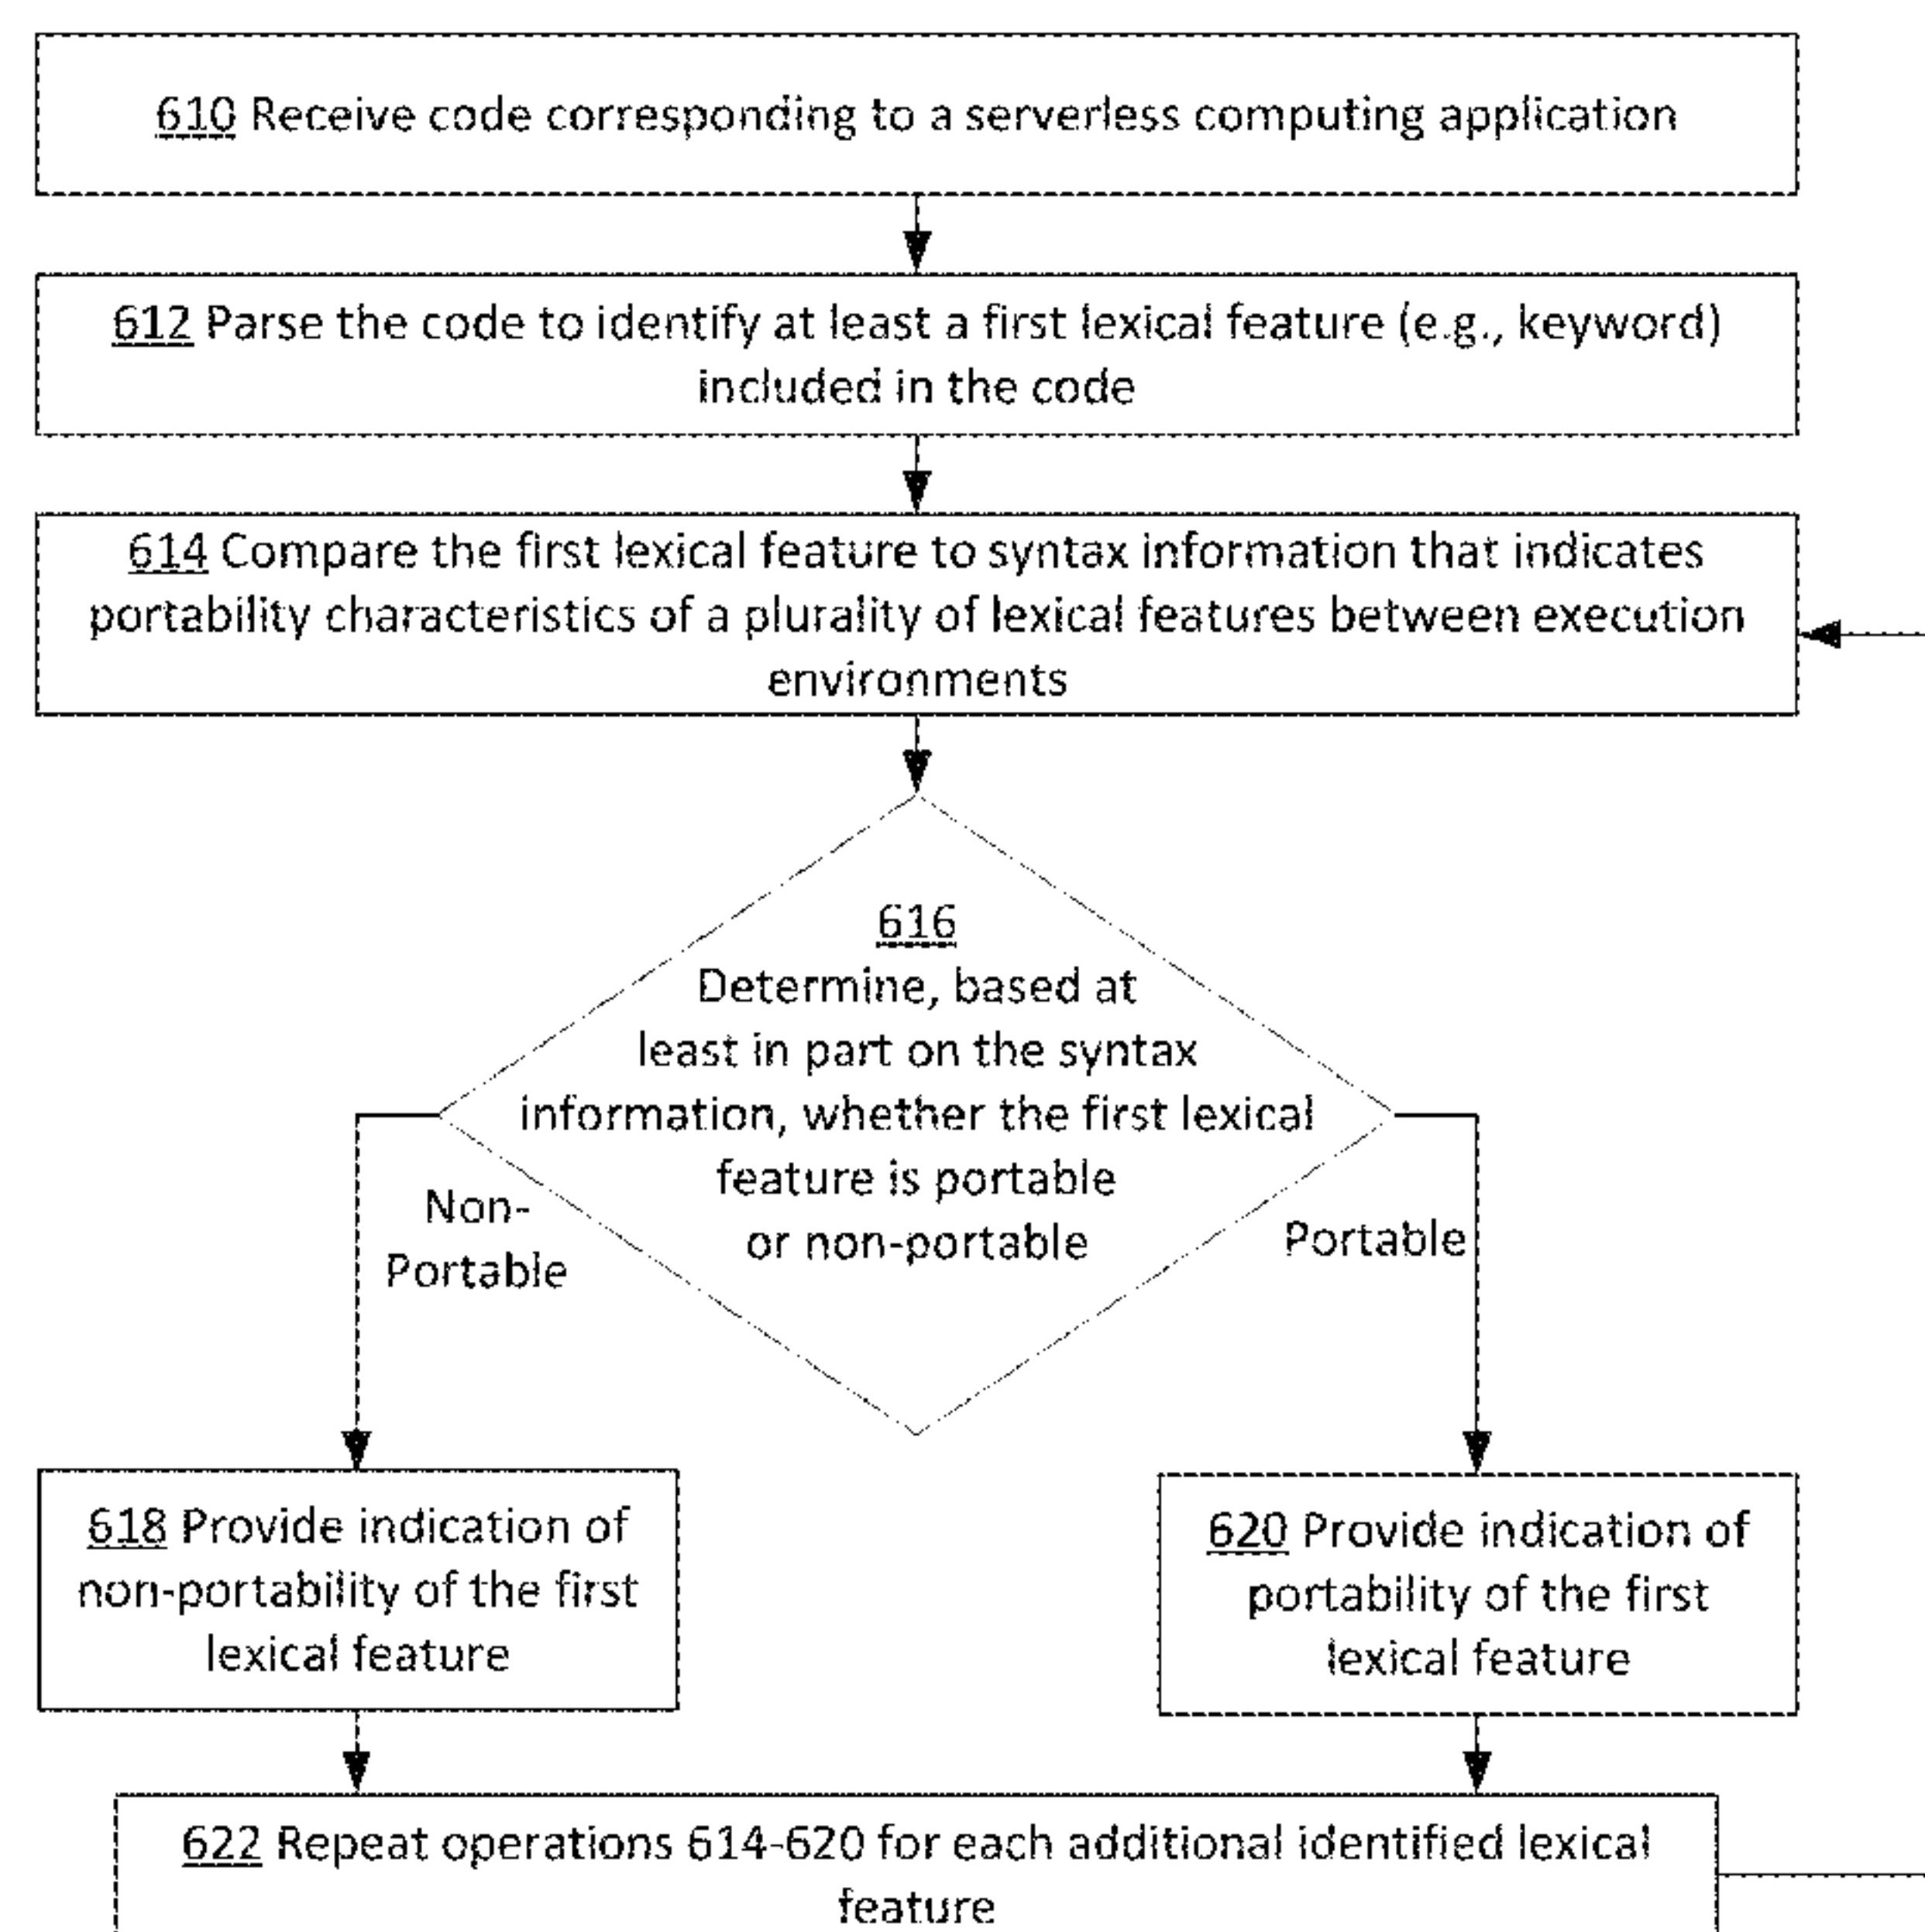 610 Receive code corresponding to a serverless computing application
612 Parse the code to identify at least a first lexical feature (e.g., keyword)
included in the code
614 Compare the first lexical feature to syntax information that indicates
portability characteristics of a plurality of lexical features between execution
environments
616
Determine, based at
least in part on the syntax
information, whether the first lexical
feature is portable
or non-portable
Non-
Portable
Portable
618 Provide indication of
non-portability of the first
lexical feature
620 Provide indication of
portability of the first
lexical feature
622 Repeat operations 614-620 for each additional identified lexical
feature